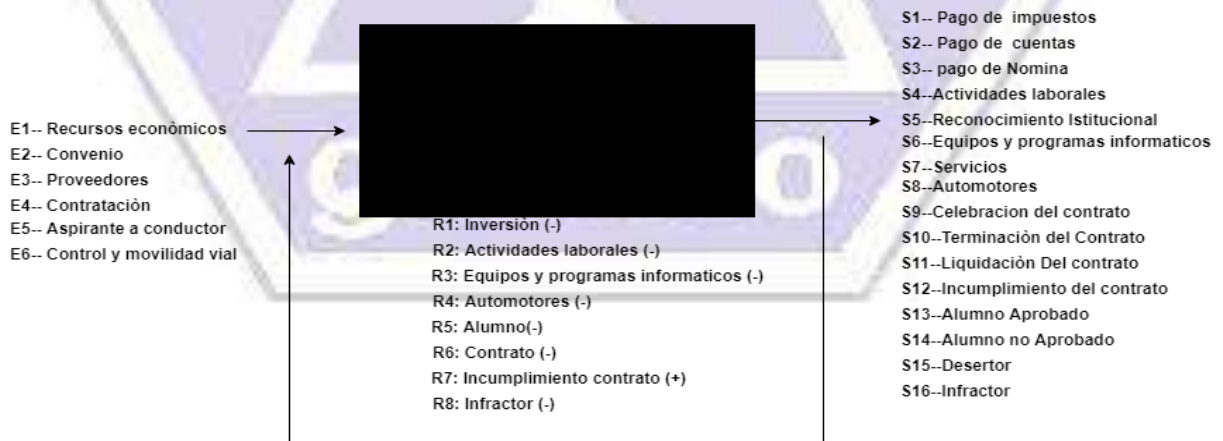 E1-- Recursos econòmicos
E2-- Convenio
E3-- Proveedores
E4-- Contrataciòn
E5-- Aspirante a conductor
E6-- Control y movilidad vial
R1: Inversiòn (-)
R2: Actividades laborales (-)
R3: Equipos y programas informaticos (-)
R4: Automotores (-)
R5: Alumno(-)
R6: Contrato (-)
R7: Incumplimiento contrato (+)
R8: Infractor (-)
S1-- Pago de impuestos
S2-- Pago de cuentas
S3-- pago de Nomina
S4--Actividades laborales
S5--Reconocimiento Istitucional
S6--Equipos y programas informaticos
S7--Servicios
S8--Automotores
S9--Celebracion del contrato
S10--Terminaciòn del Contrato
S11--Liquidaciòn Del contrato
S12--Incumplimiento del contrato
S13--Alumno Aprobado
S14--Alumno no Aprobado
S15--Desertor
S16--Infractor